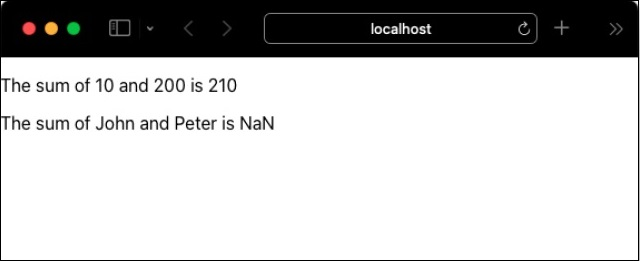 localhost
The sum of 10 and 200 is 210
The sum of John and Peter is NaN